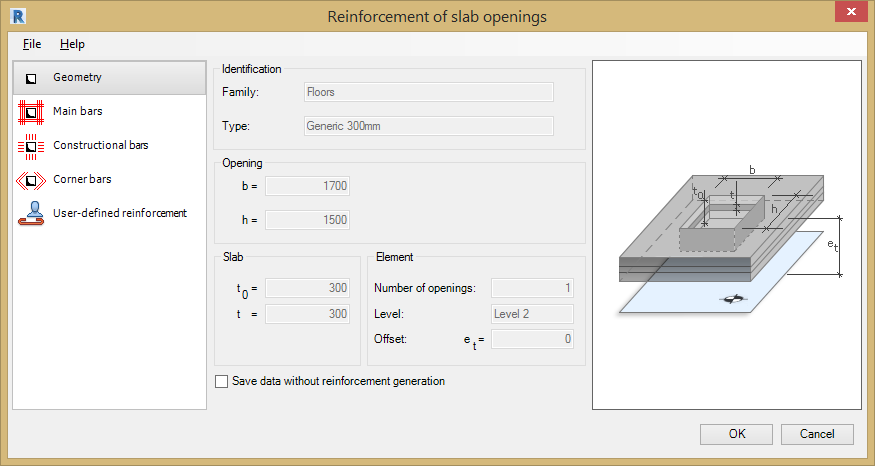 R
Reinforcement of slab openings
File Help
Geometry
Main bars
Constructional bars
Corner bars
User-defined reinforcement
Identification
Family: Floors
Type: Generic 300mm
Opening
b = 1700
h = 1500
Slab
t0 = 300
t = 300
Element
Number of openings: 1
Level: Level 2
Offset: et = 0
Save data without reinforcement generation
b
t0 t
h
et
OK Cancel